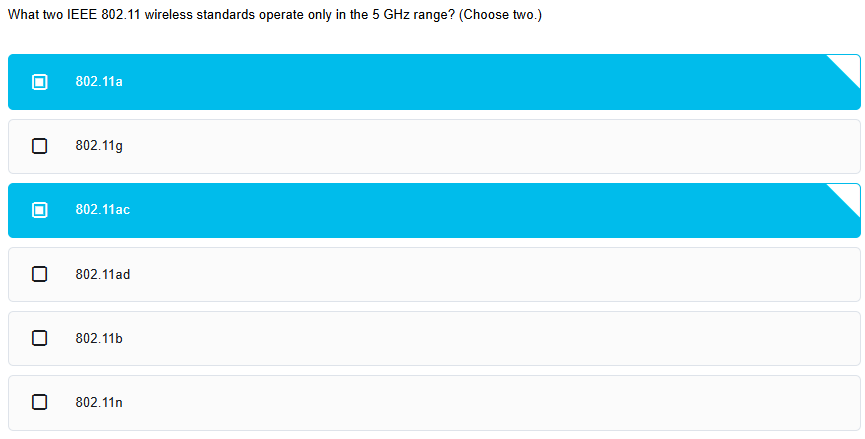 What two IEEE 802.11 wireless standards operate only in the 5 GHz range? (Choose two.)
802.11a
802.11g
802.11ac
802.11ad
802.11b
802.11n